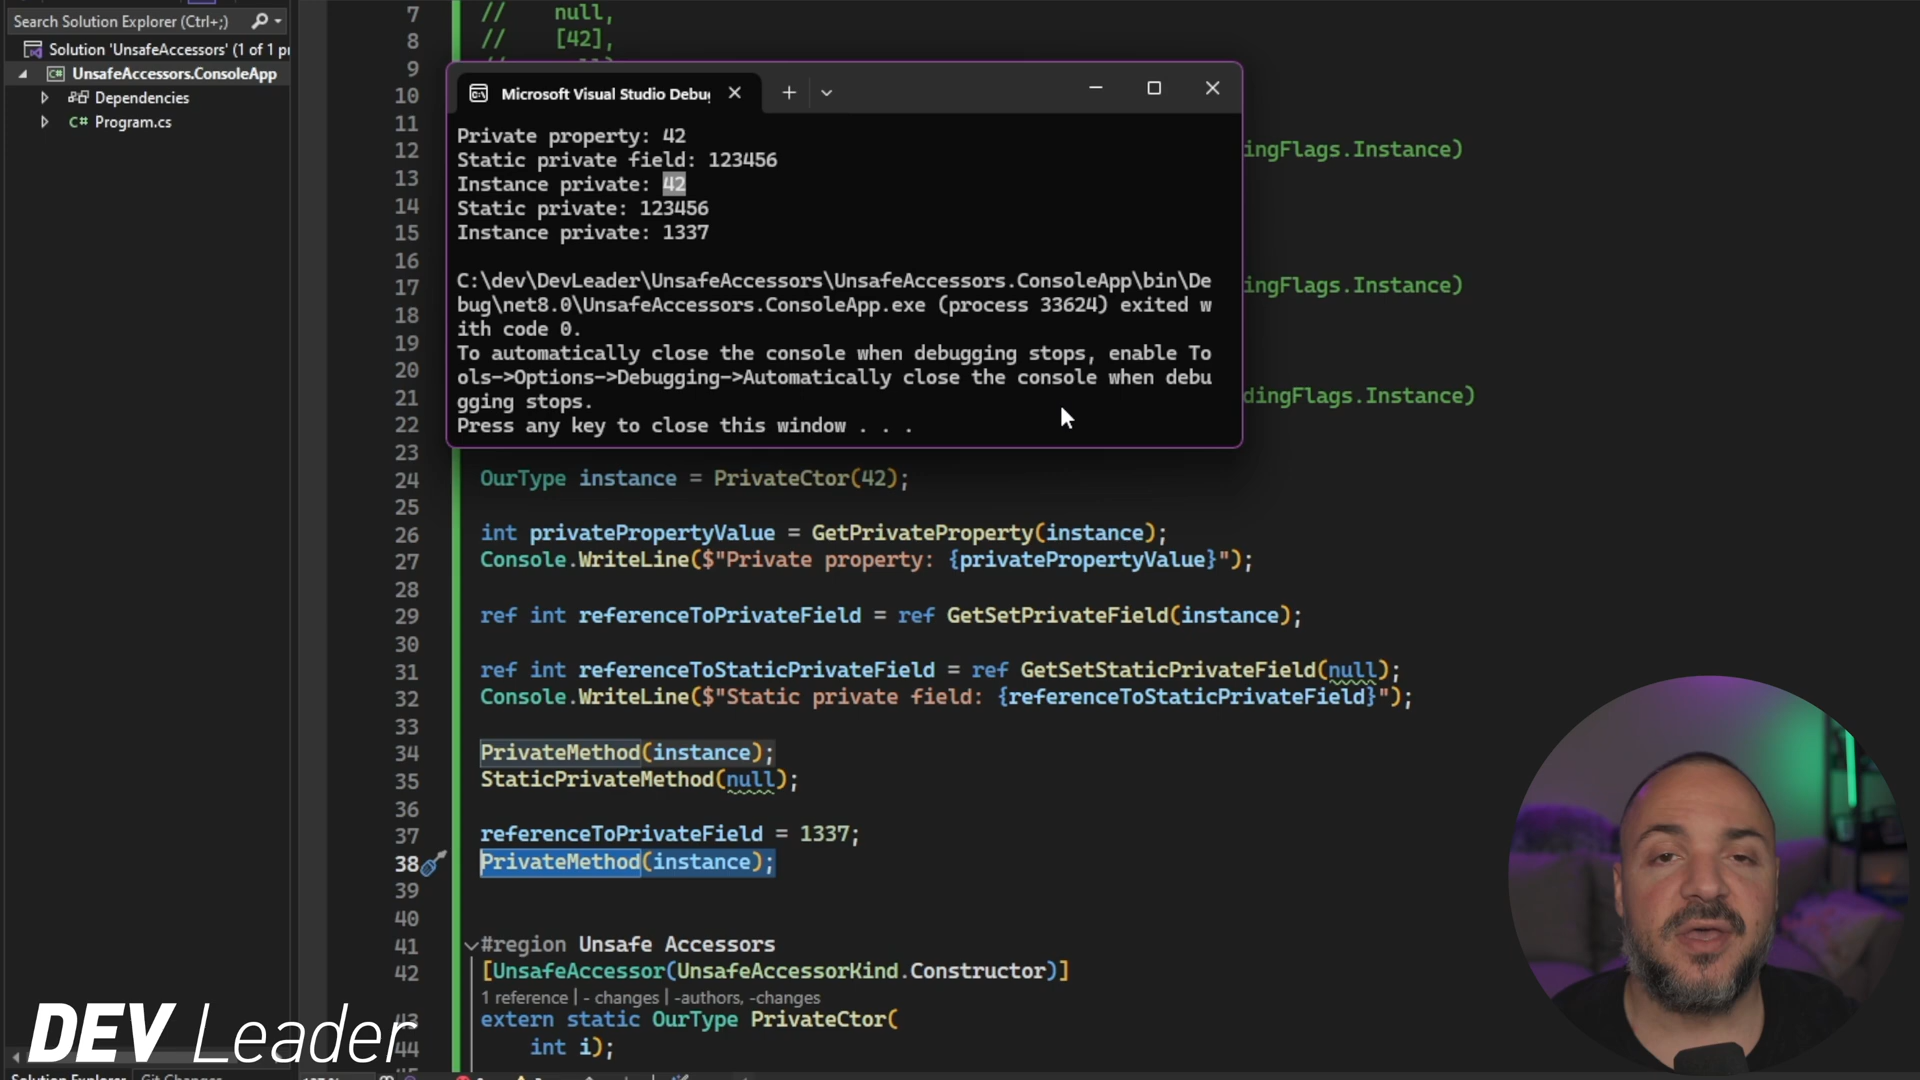 Search Solution Explorer (Ctrl+;)
Solution 'UnsafeAccessors' (1 of 1 pr
C# UnsafeAccessors.ConsoleApp
Dependencies
C# Program.cs
7 // null,
8 // [42],
9
10
11
12 ingFlags.Instance)
13
14
15
16
17 ingFlags.Instance)
18
19
20
21 dingFlags.Instance)
22
23
Microsoft Visual Studio Debug
Private property: 42
Static private field: 123456
Instance private: 42
Static private: 123456
Instance private: 1337
C:\dev\DevLeader\UnsafeAccessors\UnsafeAccessors.ConsoleApp\bin\De
bug\net8.0\UnsafeAccessors.ConsoleApp.exe (process 33624) exited w
ith code 0.
To automatically close the console when debugging stops, enable To
ols->Options->Debugging->Automatically close the console when debu
gging stops.
Press any key to close this window . . .
24 OurType instance = PrivateCtor(42);
25
26 int privatePropertyValue = GetPrivateProperty(instance);
27 Console.WriteLine($"Private property: {privatePropertyValue}");
28
29 ref int referenceToPrivateField = ref GetSetPrivateField(instance);
30
31 ref int referenceToStaticPrivateField = ref GetSetStaticPrivateField(null);
32 Console.WriteLine($"Static private field: {referenceToStaticPrivateField}");
33
34 PrivateMethod(instance);
35 StaticPrivateMethod(null);
36
37 referenceToPrivateField = 1337;
38 PrivateMethod(instance);
39
40
41 #region Unsafe Accessors
42 [UnsafeAccessor(UnsafeAccessorKind.Constructor)]
1 reference | - changes | -authors, -changes
43 extern static OurType PrivateCtor(
44 int i);
DEV Leader